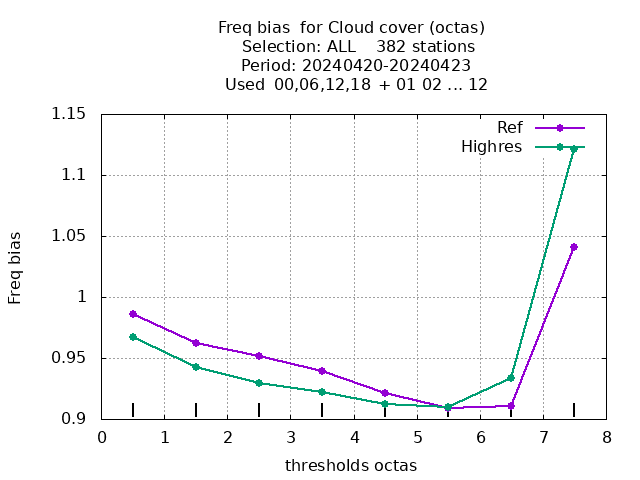 Freq bias  for Cloud cover (octas)
Selection: ALL    382 stations
Period: 20240420-20240423
Used  00,06,12,18  + 01 02 ... 12
Ref
Highres
1.15
1.1
1.05
1
0.95
0.9
Freq bias
0 1 2 3 4 5 6 7 8
thresholds octas